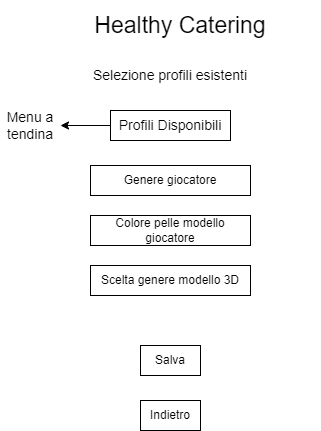 Healthy Catering
Selezione profili esistenti
Menu a
tendina
Profili Disponibili
Genere giocatore
Colore pelle modello
giocatore
Scelta genere modello 3D
Salva
Indietro